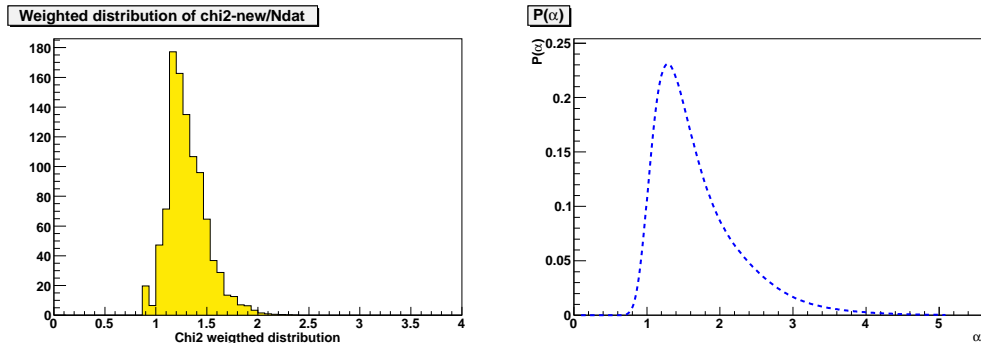 Weighted distribution of chi2-new/Ndat
180
160
140
120
100
80
60
40
20
0
0 0.5 1 1.5 2 2.5 3 3.5 4
Chi2 weigthed distribution
P(α)
P(α)
0.25
0.2
0.15
0.1
0.05
0
0 1 2 3 4 5
α